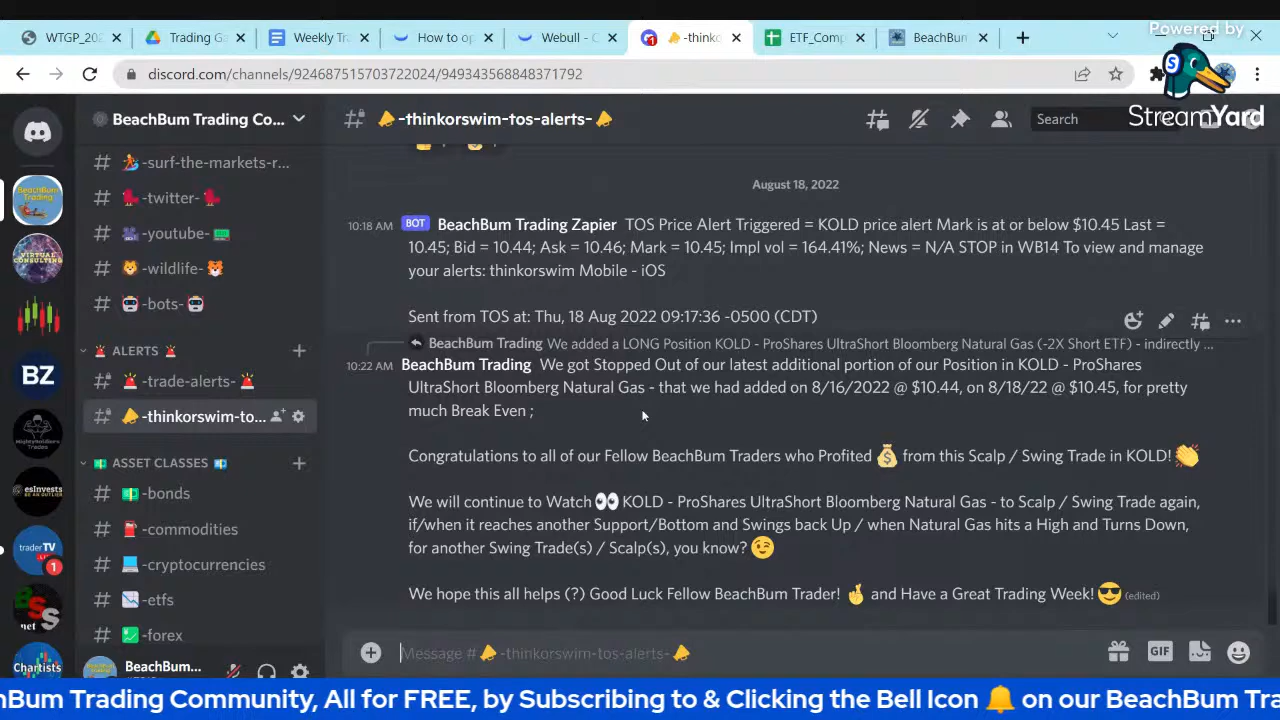 Powered by
StreamYard
WTGP_202
Trading Ga
Weekly Tra
How to op
Webull - C
-thinko
ETF_Comp
BeachBum
discord.com/channels/924687515703722024/949343568848371792
BeachBum Trading Co...
-surf-the-markets-r...
-twitter-
-youtube-
-wildlife-
-bots-
ALERTS
-trade-alerts-
-thinkorswim-to...
ASSET CLASSES
-bonds
-commodities
-cryptocurrencies
-etfs
-forex
BeachBum...
BZ
traderTV
1
Chartists
-thinkorswim-tos-alerts-
Search
August 18, 2022
10:18 AM BOT BeachBum Trading Zapier TOS Price Alert Triggered = KOLD price alert Mark is at or below $10.45 Last =
10.45; Bid = 10.44; Ask = 10.46; Mark = 10.45; Impl vol = 164.41%; News = N/A STOP in WB14 To view and manage
your alerts: thinkorswim Mobile - iOS
Sent from TOS at: Thu, 18 Aug 2022 09:17:36 -0500 (CDT)
BeachBum Trading We added a LONG Position KOLD - ProShares UltraShort Bloomberg Natural Gas (-2X Short ETF) - indirectly ...
10:22 AM BeachBum Trading We got Stopped Out of our latest additional portion of our Position in KOLD - ProShares
UltraShort Bloomberg Natural Gas - that we had added on 8/16/2022 @ $10.44, on 8/18/22 @ $10.45, for pretty
much Break Even ;
Congratulations to all of our Fellow BeachBum Traders who Profited 💰 from this Scalp / Swing Trade in KOLD! 👏
We will continue to Watch 👀 KOLD - ProShares UltraShort Bloomberg Natural Gas - to Scalp / Swing Trade again,
if/when it reaches another Support/Bottom and Swings back Up / when Natural Gas hits a High and Turns Down,
for another Swing Trade(s) / Scalp(s), you know? 😉
We hope this all helps (?) Good Luck Fellow BeachBum Trader! 🤞 and Have a Great Trading Week! 😎 (edited)
Message # -thinkorswim-tos-alerts-
GIF
nBum Trading Community, All for FREE, by Subscribing to & Clicking the Bell Icon 🔔 on our BeachBum Tra